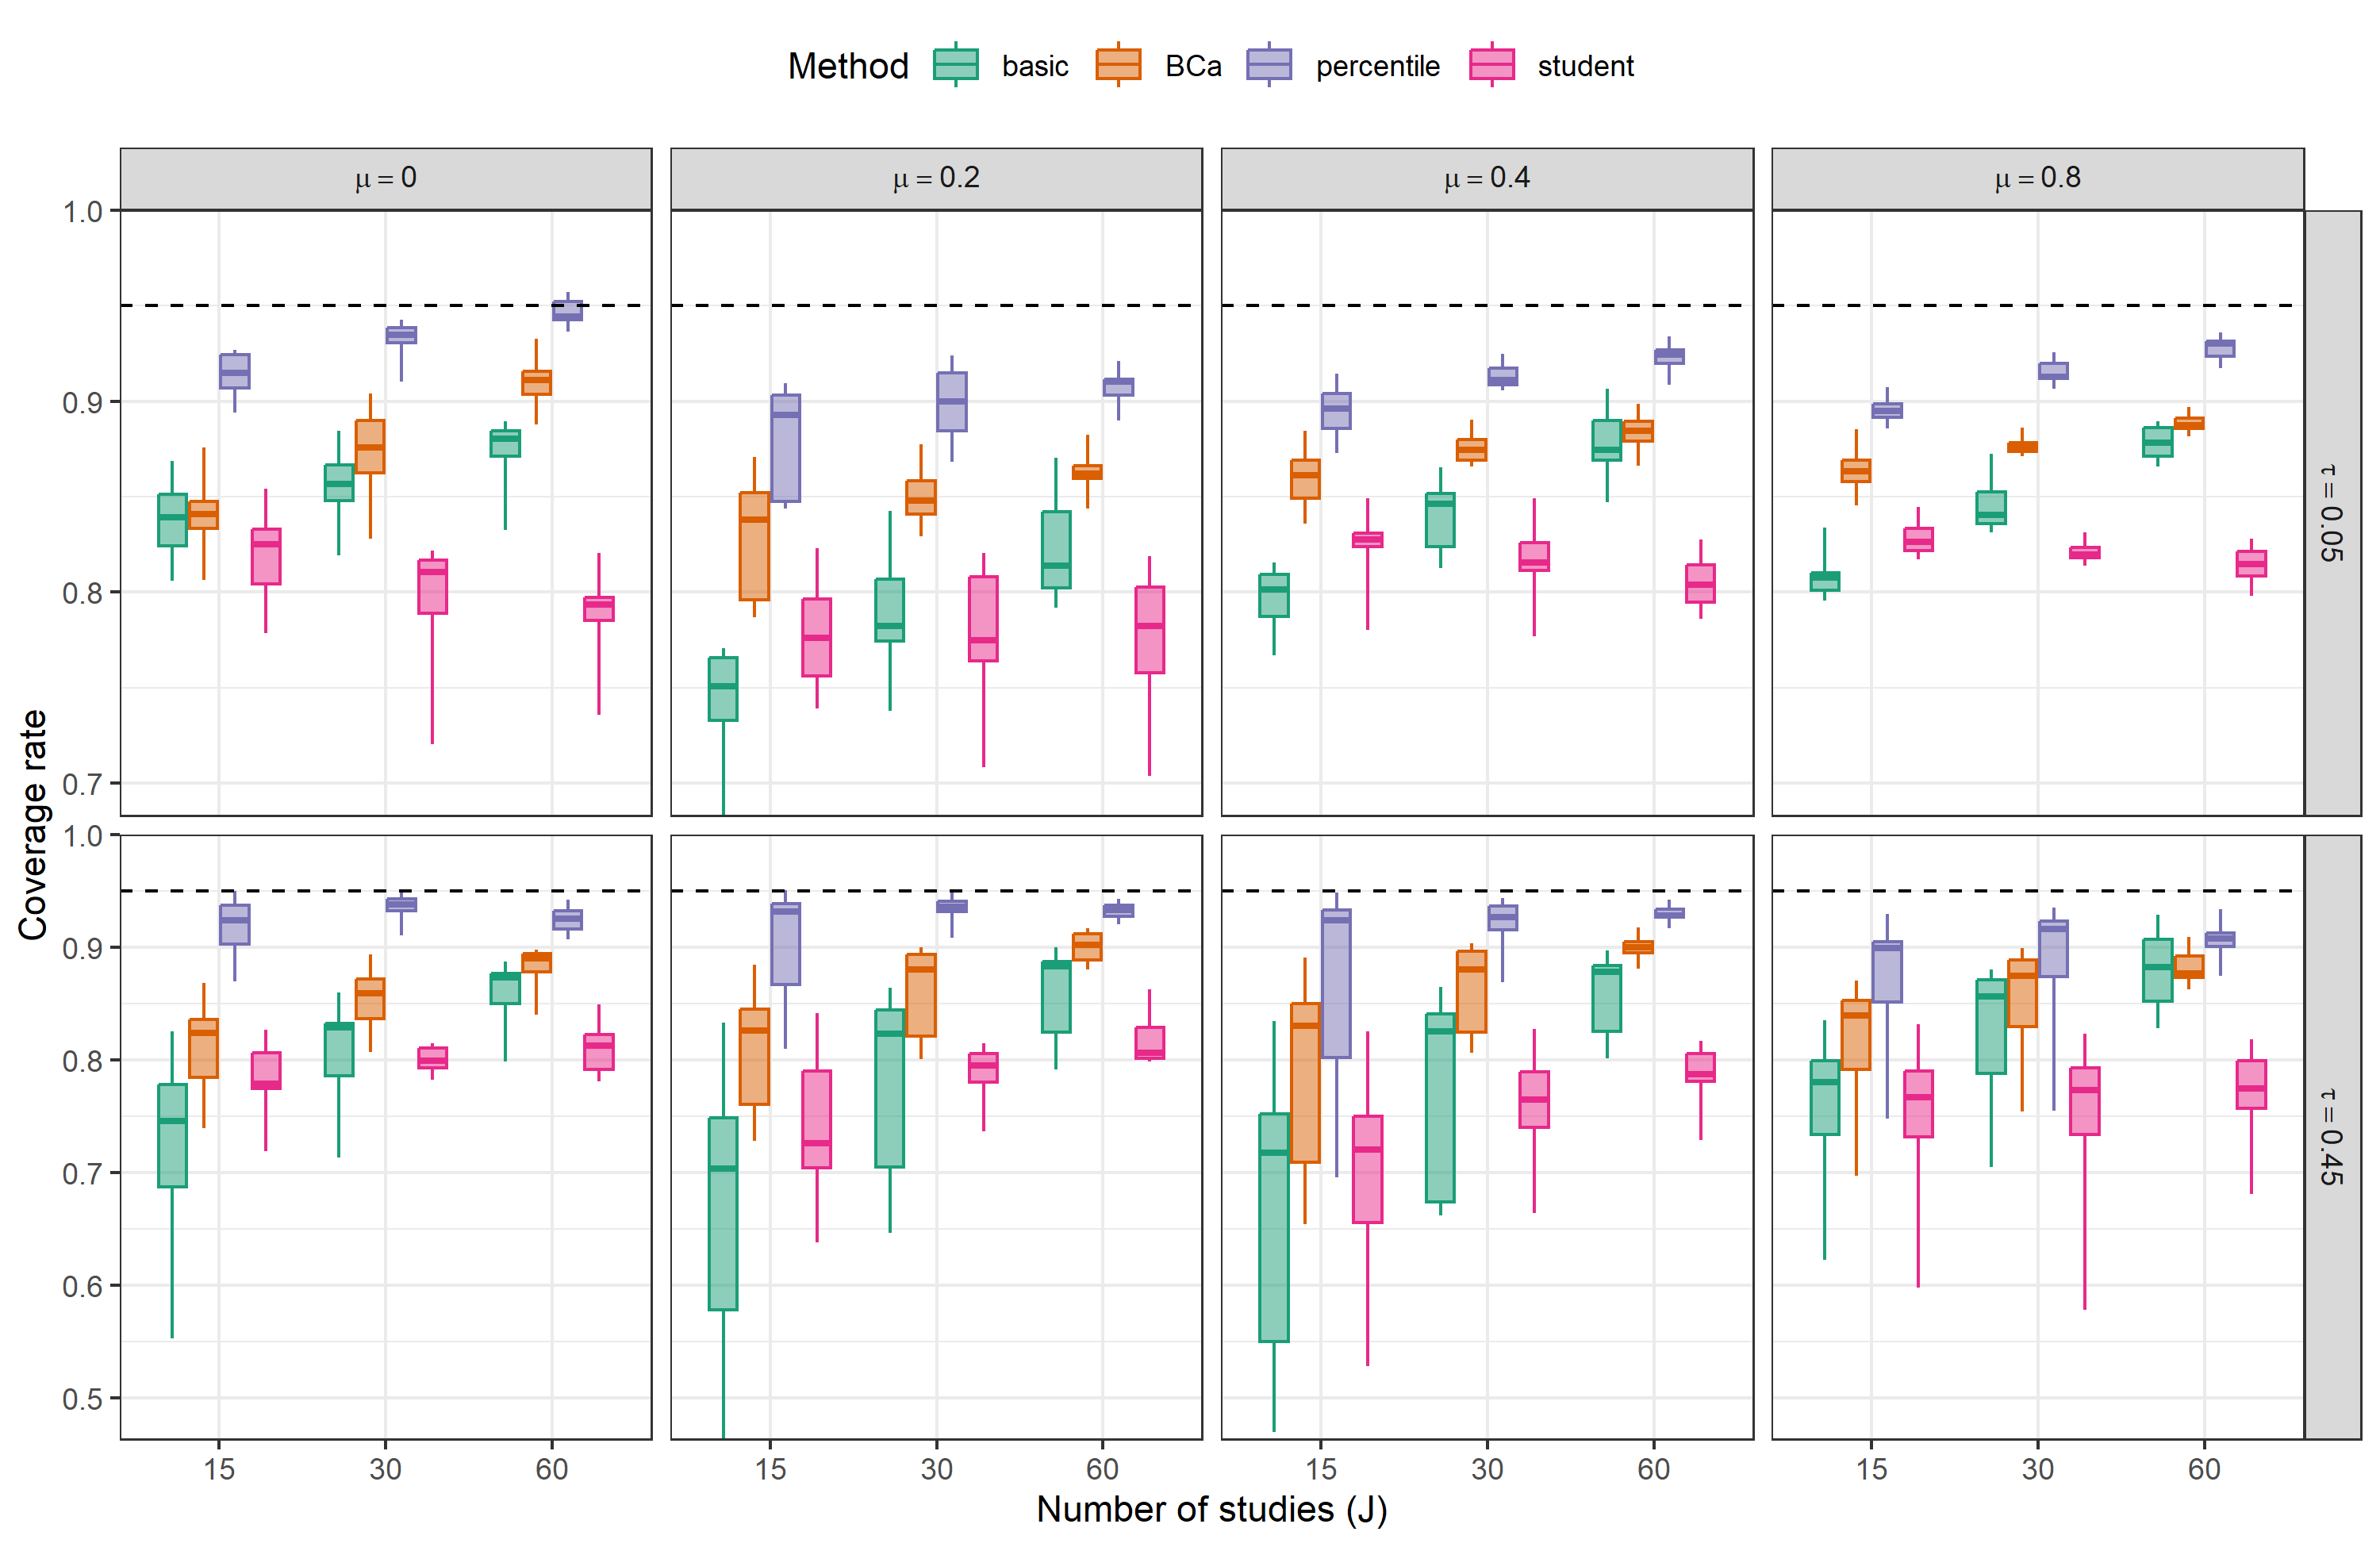 Method basic BCa percentile student
μ = 0 μ = 0.2 μ = 0.4 μ = 0.8
1.0
0.9
0.8
0.7
τ = 0.05
Coverage rate
1.0
0.9
0.8
0.7
0.6
0.5
τ = 0.45
15 30 60 15 30 60 15 30 60 15 30 60
Number of studies (J)